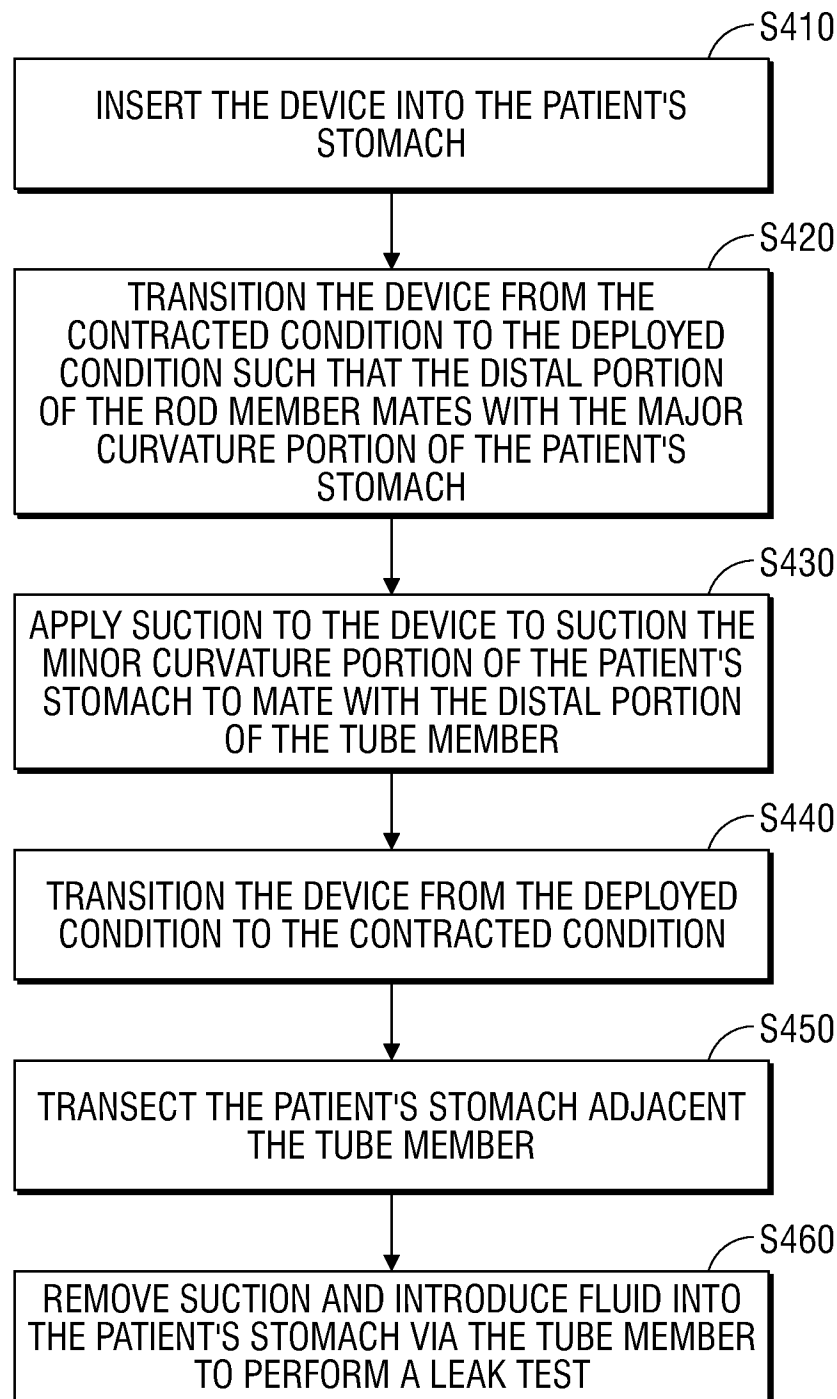 S410
INSERT THE DEVICE INTO THE PATIENT'S
STOMACH
S420
TRANSITION THE DEVICE FROM THE
CONTRACTED CONDITION TO THE DEPLOYED
CONDITION SUCH THAT THE DISTAL PORTION
OF THE ROD MEMBER MATES WITH THE MAJOR
CURVATURE PORTION OF THE PATIENT'S
STOMACH
S430
APPLY SUCTION TO THE DEVICE TO SUCTION THE
MINOR CURVATURE PORTION OF THE PATIENT'S
STOMACH TO MATE WITH THE DISTAL PORTION
OF THE TUBE MEMBER
S440
TRANSITION THE DEVICE FROM THE DEPLOYED
CONDITION TO THE CONTRACTED CONDITION
S450
TRANSECT THE PATIENT'S STOMACH ADJACENT
THE TUBE MEMBER
S460
REMOVE SUCTION AND INTRODUCE FLUID INTO
THE PATIENT'S STOMACH VIA THE TUBE MEMBER
TO PERFORM A LEAK TEST